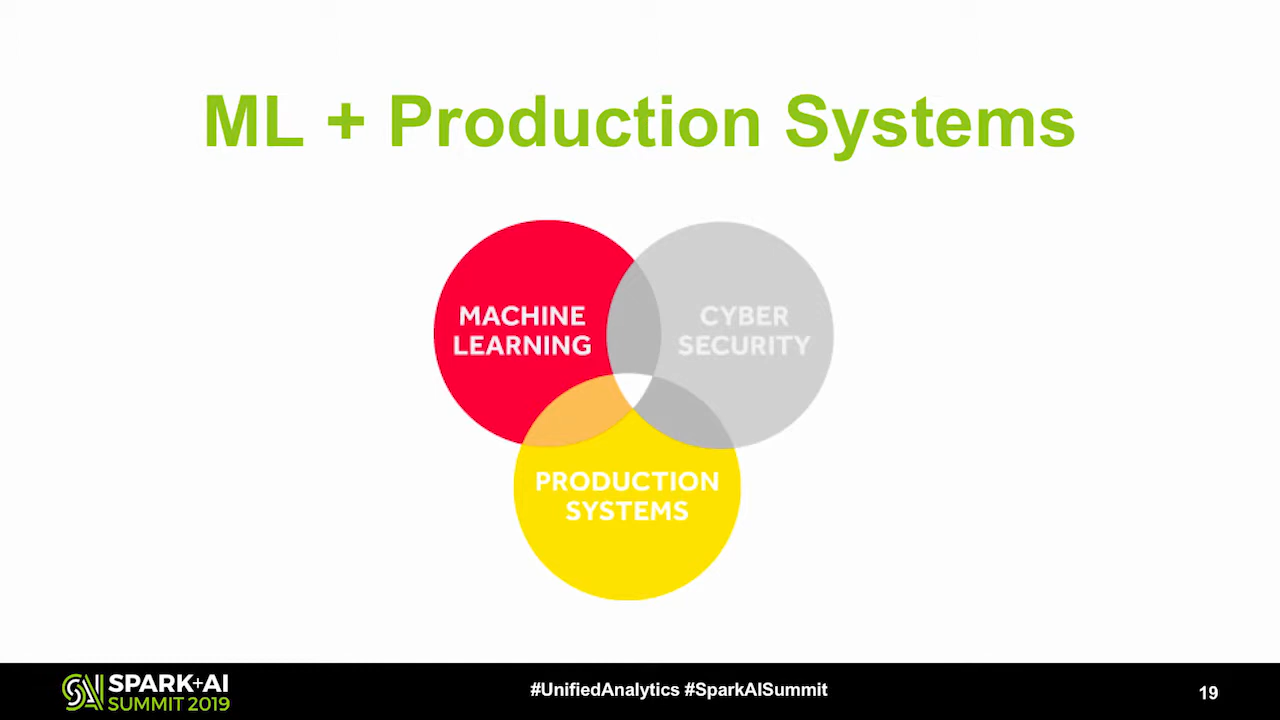 ML + Production Systems
MACHINE
LEARNING
CYBER
SECURITY
PRODUCTION
SYSTEMS
SPARK+AI
SUMMIT 2019
#UnifiedAnalytics #SparkAISummit
19